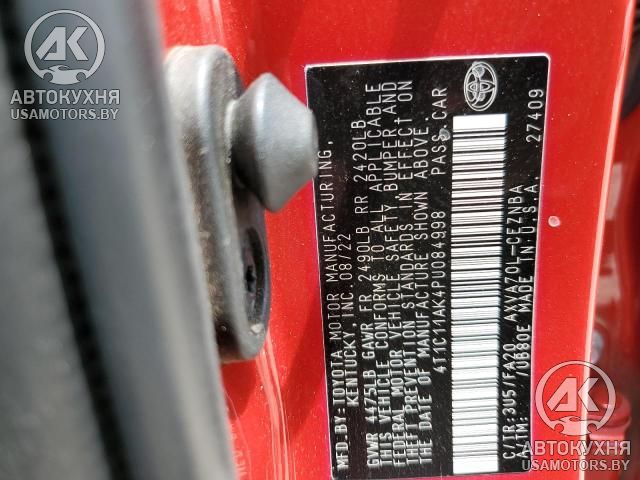 AK
АВТОКУХНЯ
USAMOTORS.BY
MFD BY: TOYOTA MOTOR MANUFACTURING,
KENTUCKY, INC. 08/22
GVWR 4475LB GAWR FR 2490LB RR 2420LB
THIS VEHICLE CONFORMS TO ALL APPLICABLE
FEDERAL MOTOR VEHICLE SAFETY, BUMPER AND
THEFT PREVENTION STANDARDS IN EFFECT ON
THE DATE OF MANUFACTURE SHOWN ABOVE.
4T1C11AK4PU084998 PASS. CAR
C/TR: 3U5/FA20 AXVA70L-CEZNBA
A/TM: /UB80E MADE IN U.S.A. 27409
AK
АВТОКУХНЯ
USAMOTORS.BY